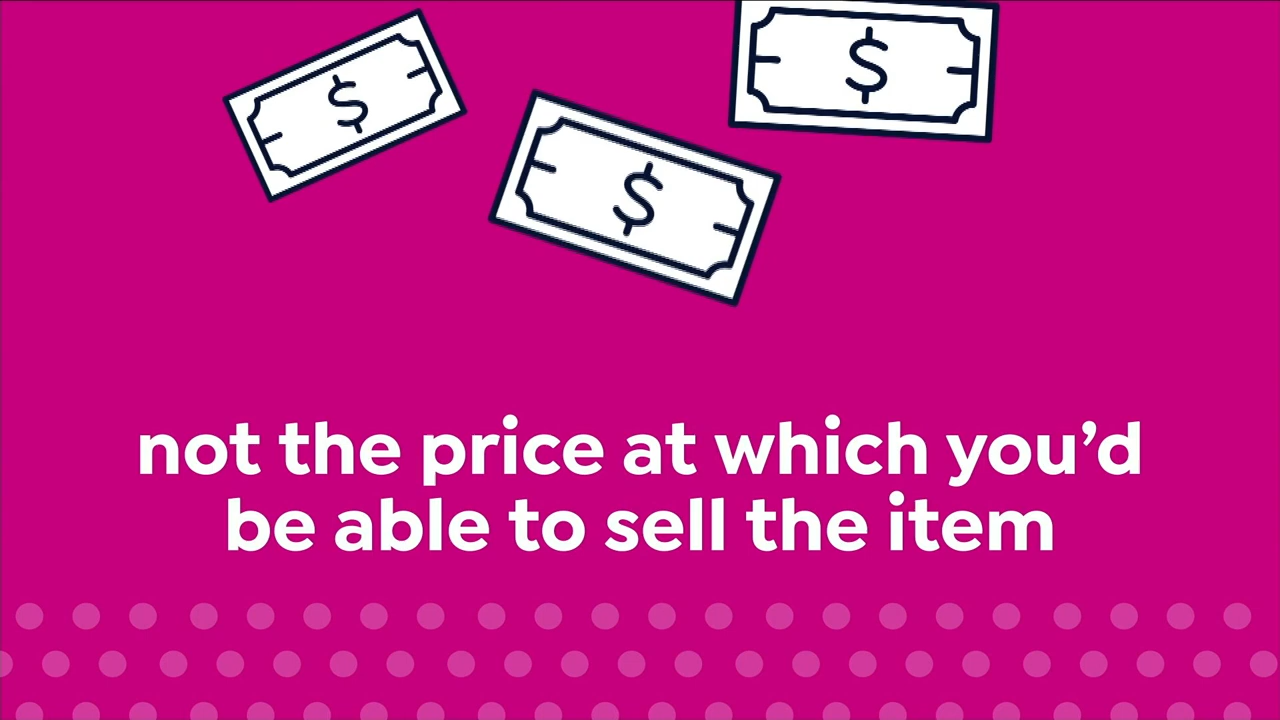 $
$
$
not the price at which you’d
be able to sell the item